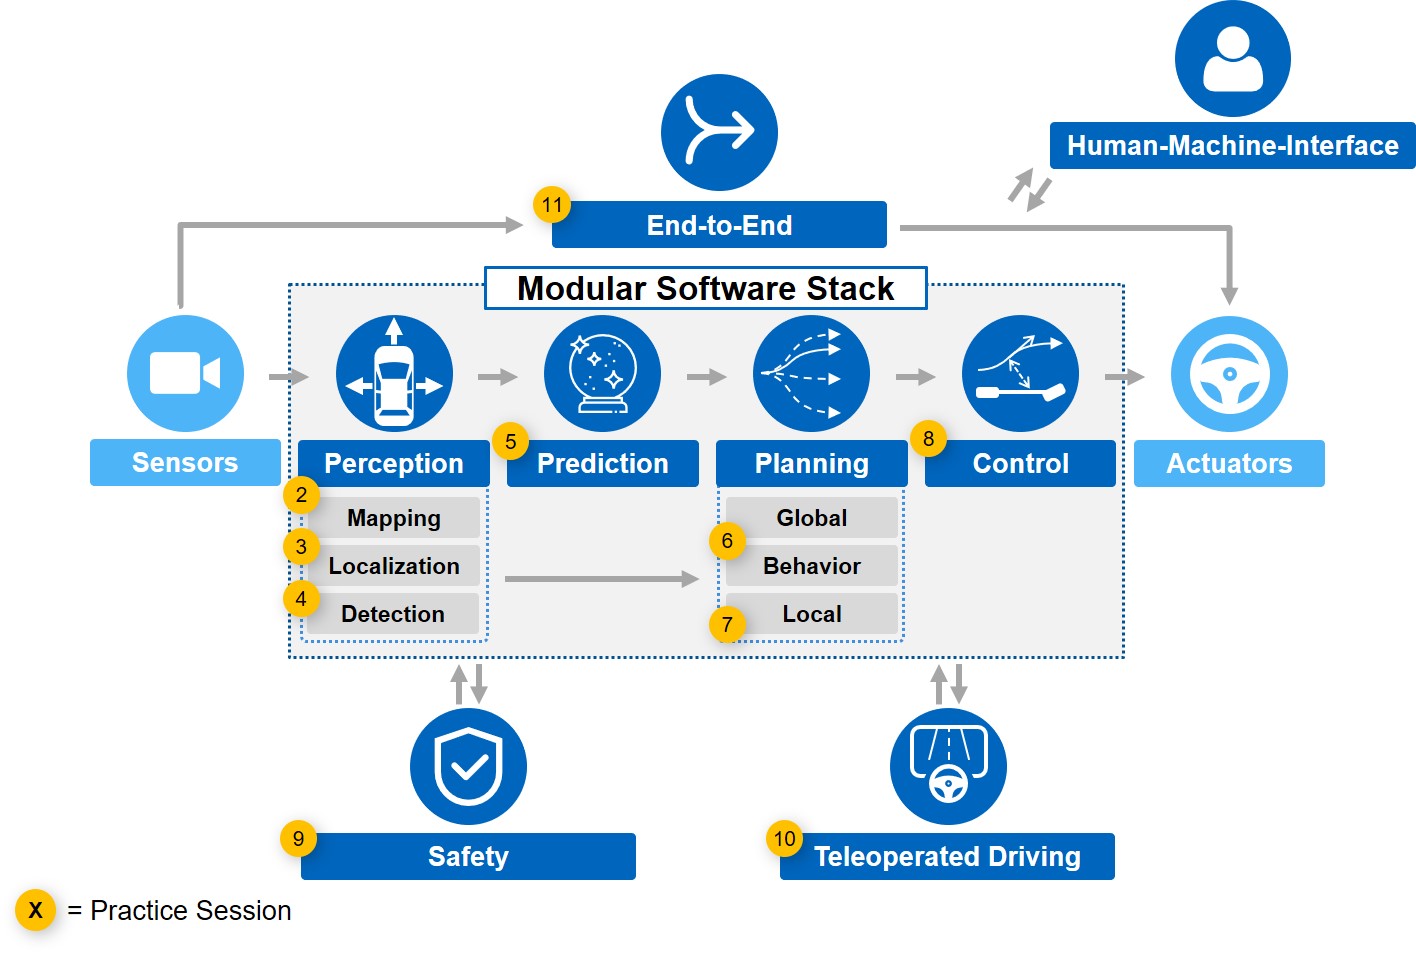 Human-Machine-Interface
11
End-to-End
Modular Software Stack
Sensors
Perception
5
Prediction
Planning
8
Control
Actuators
2
Mapping
3
Localization
4
Detection
Global
6
Behavior
7
Local
9
Safety
10
Teleoperated Driving
X = Practice Session